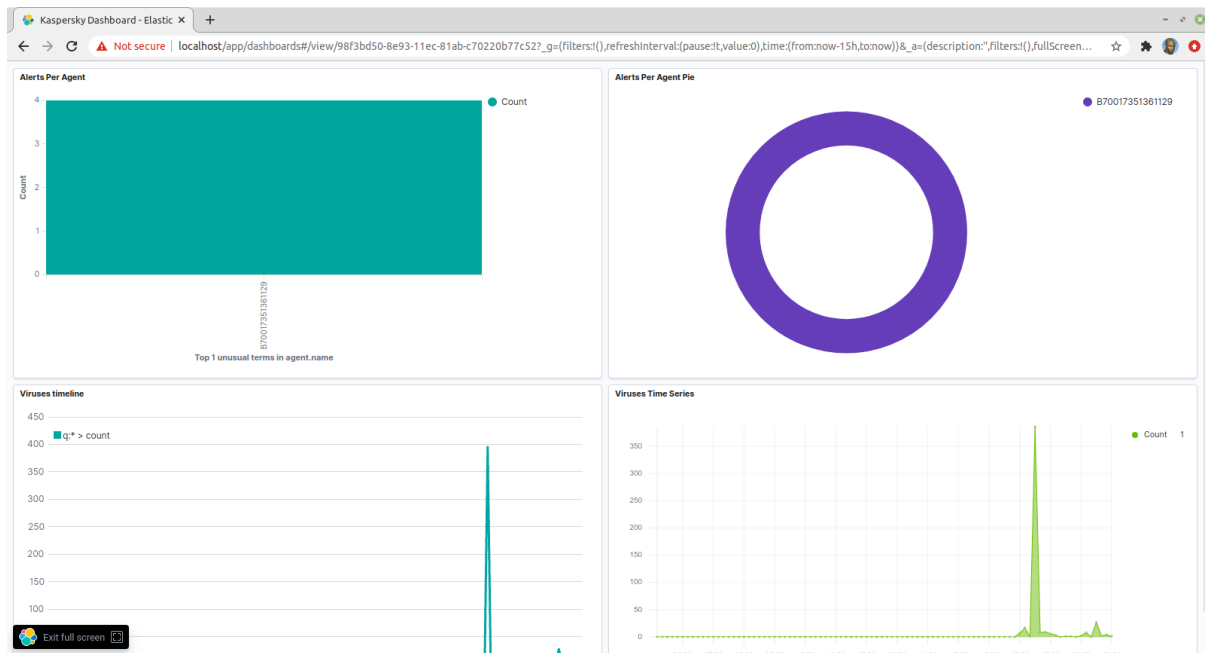 Kaspersky Dashboard - Elastic
Not secure
localhost/app/dashboards#/view/98f3bd50-8e93-11ec-81ab-c70220b77c52?_g=(filters:!(),refreshInterval:(pause:!t,value:0),time:(from:now-15h,to:now))&_a=(description:'',filters:!(),fullScreen...
Alerts Per Agent
4
3
2
1
0
Count
Count
B70017351361129
Top 1 unusual terms in agent.name
Alerts Per Agent Pie
B70017351361129
Viruses timeline
450
400
350
300
250
200
150
100
q:* > count
Exit full screen
Viruses Time Series
350
300
250
200
150
100
50
0
Count 1